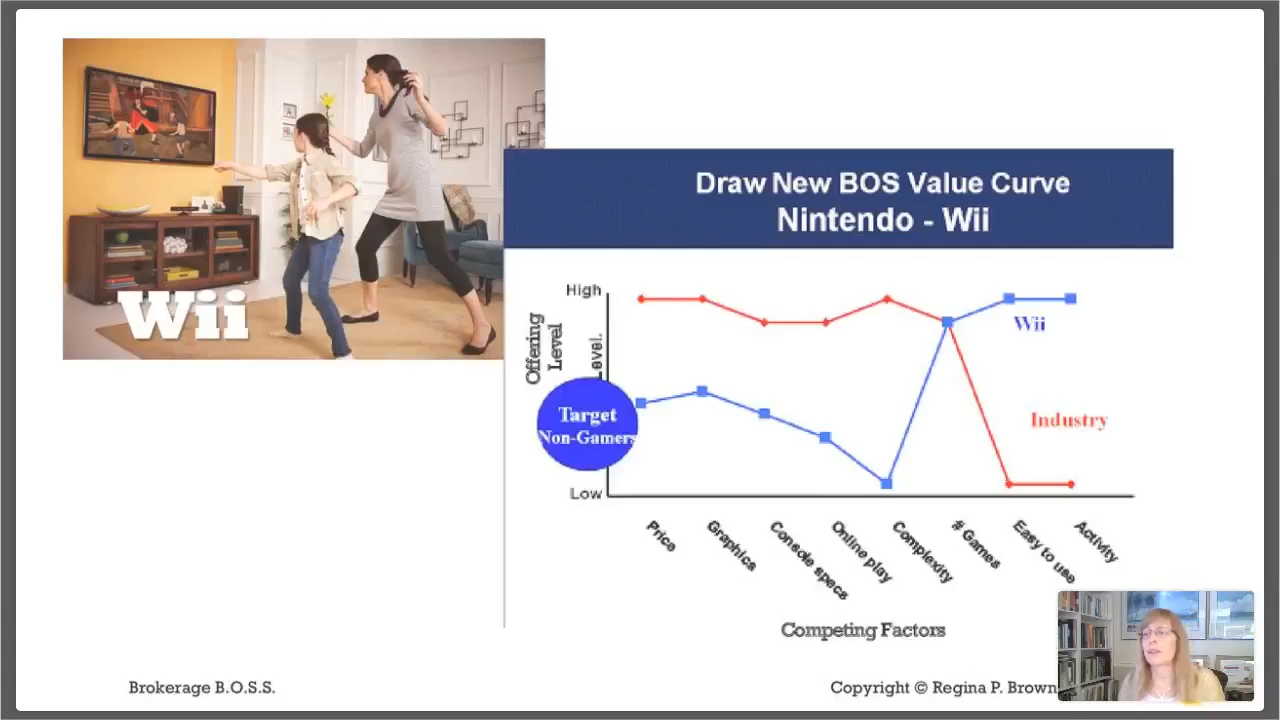 Wii
Draw New BOS Value Curve
Nintendo - Wii
High
Offering
Level
Level.
Target
Non-Gamers
Low
Wii
Industry
Price
Graphics
Console specs
Online play
Complexity
# Games
Easy to use
Activity
Competing Factors
Brokerage B.O.S.S.
Copyright © Regina P. Brown